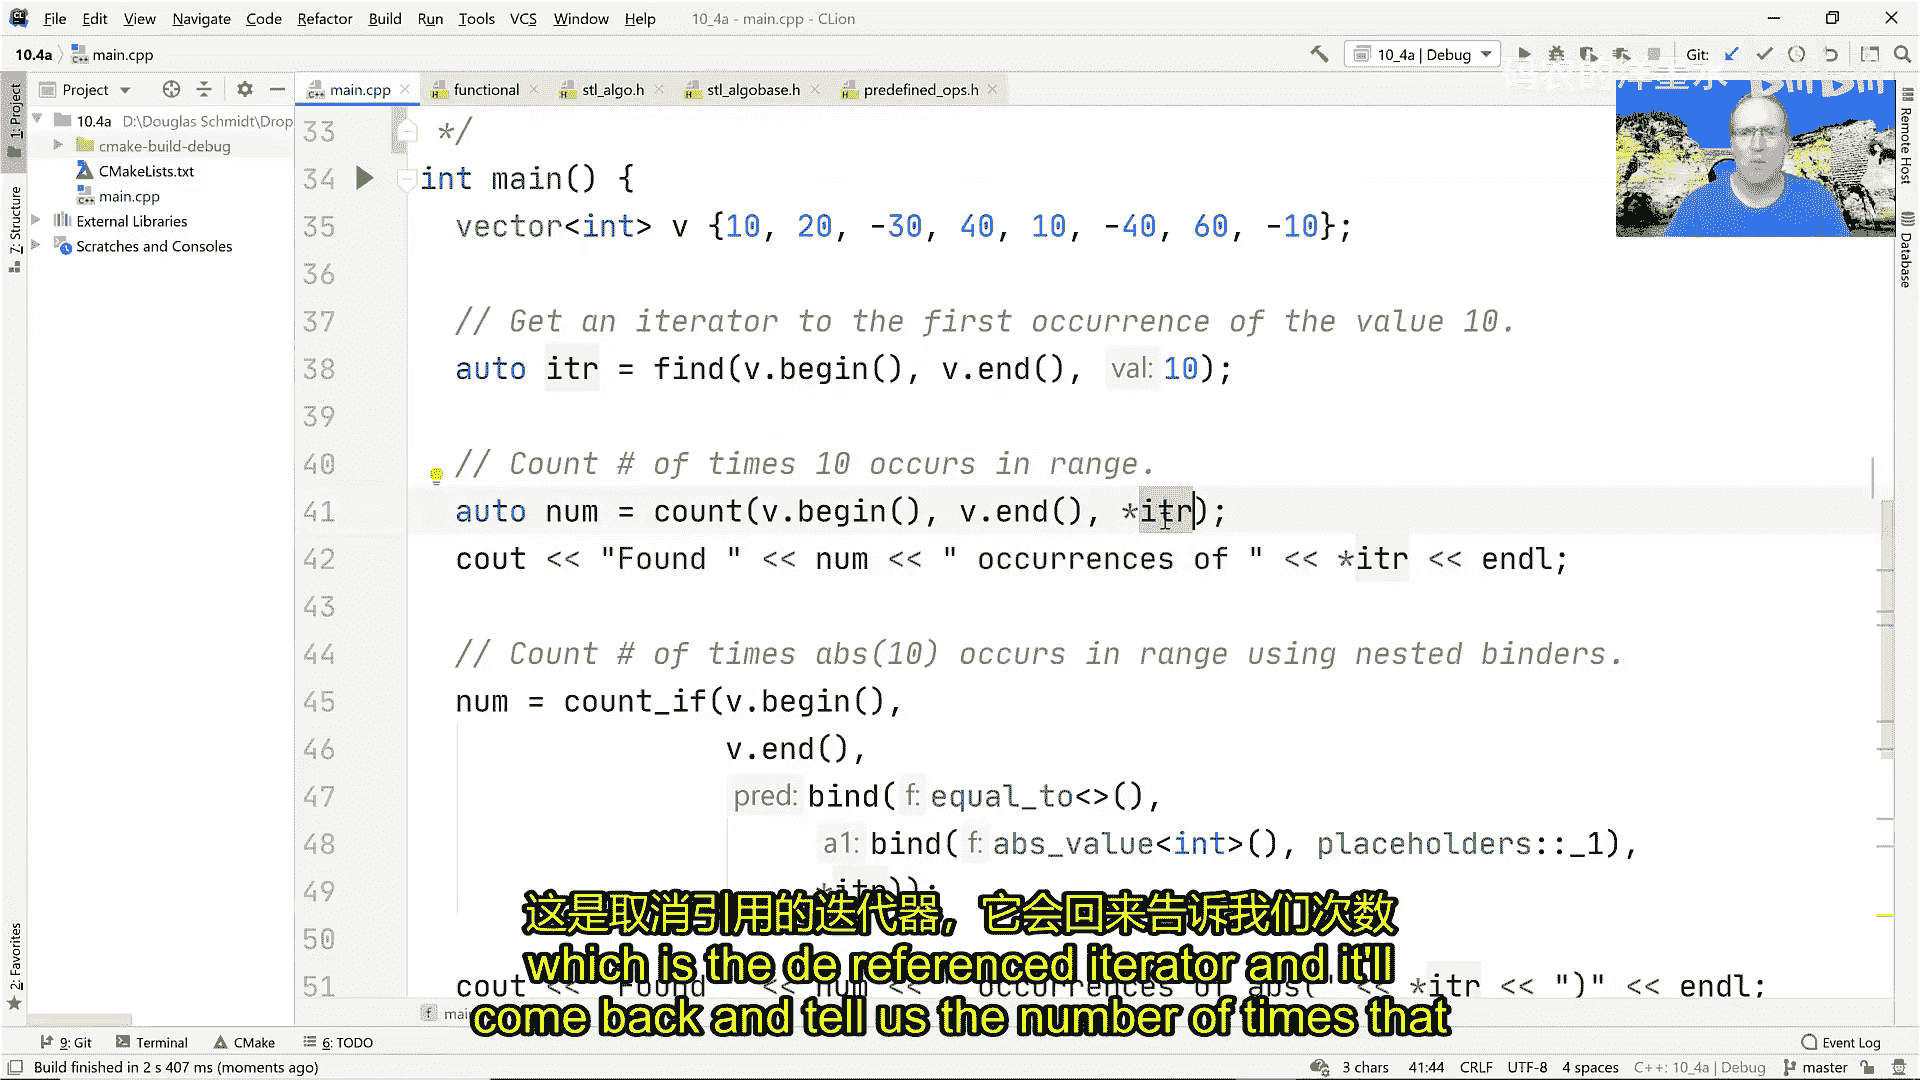 File Edit View Navigate Code Refactor Build Run Tools VCS Window Help 10_4a - main.cpp - CLion
10.4a main.cpp 10_4a | Debug Git:
Project main.cpp functional stl_algo.h stl_algobase.h predefined_ops.h
1: Project
7: Structure
2: Favorites
Remote Host
Database
10.4a D:\Douglas Schmidt\Drop
cmake-build-debug
CMakeLists.txt
main.cpp
External Libraries
Scratches and Consoles
33 */
34 int main() {
35 vector<int> v {10, 20, -30, 40, 10, -40, 60, -10};
36
37 // Get an iterator to the first occurrence of the value 10.
38 auto itr = find(v.begin(), v.end(), val: 10);
39
40 // Count # of times 10 occurs in range.
41 auto num = count(v.begin(), v.end(), *itr);
42 cout << "Found " << num << " occurrences of " << *itr << endl;
43
44 // Count # of times abs(10) occurs in range using nested binders.
45 num = count_if(v.begin(),
46 v.end(),
47 pred: bind( f: equal_to<>(),
48 a1: bind( f: abs_value<int>(), placeholders::_1),
49 *itr));
50
51 cout << "Found " << num << " occurrences of abs(" << *itr << ")" << endl;
这是取消引用的迭代器，它会回来告诉我们次数
which is the de referenced iterator and it'll
come back and tell us the number of times that
9: Git Terminal CMake 6: TODO Event Log
Build finished in 2 s 407 ms (moments ago) 3 chars 41:44 CRLF UTF-8 4 spaces C++: 10_4a | Debug master